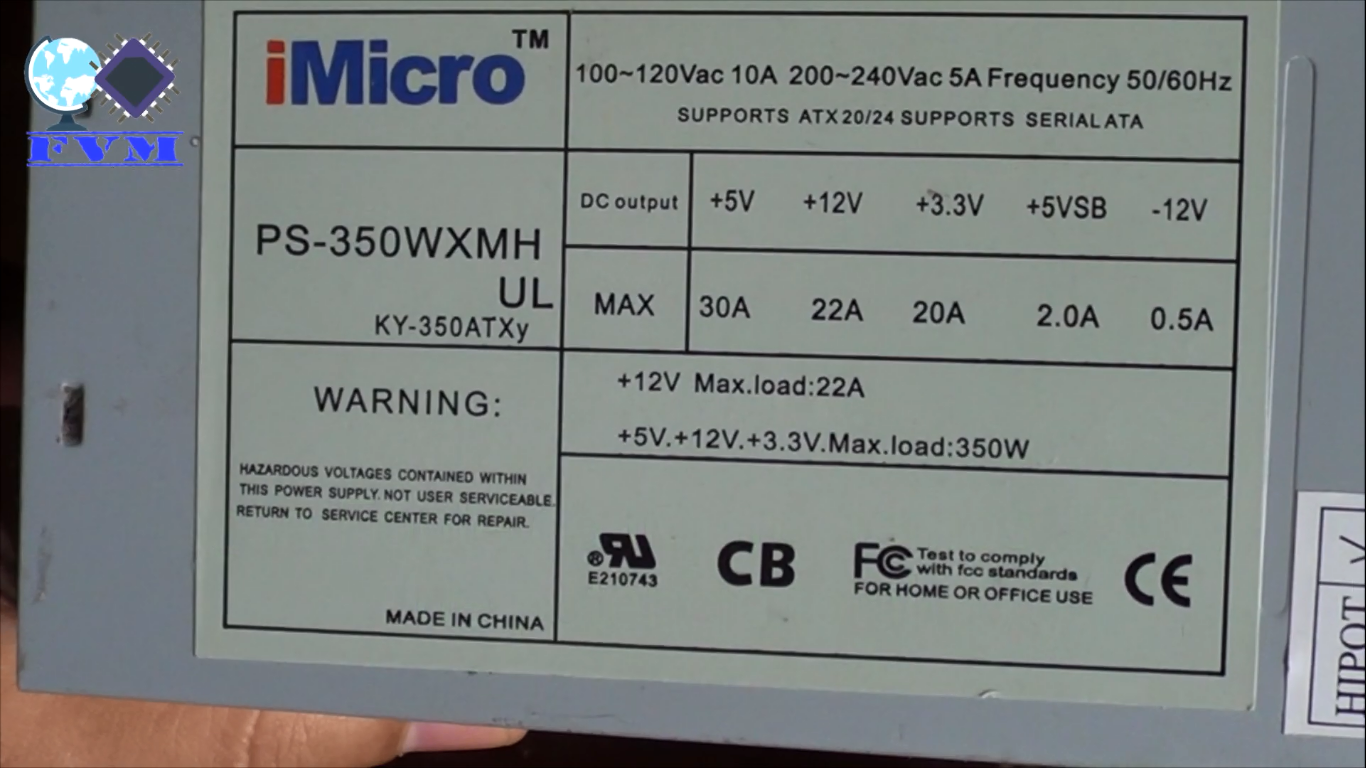 FVM
iMicro™
100~120Vac 10A 200~240Vac 5A Frequency 50/60Hz
SUPPORTS ATX 20/24 SUPPORTS SERIAL ATA
PS-350WXMH
UL
KY-350ATXy
DC output +5V +12V +3.3V +5VSB -12V
MAX 30A 22A 20A 2.0A 0.5A
+12V Max.load:22A
+5V.+12V.+3.3V.Max.load:350W
WARNING:
HAZARDOUS VOLTAGES CONTAINED WITHIN
THIS POWER SUPPLY. NOT USER SERVICEABLE.
RETURN TO SERVICE CENTER FOR REPAIR.
MADE IN CHINA
® RU
E210743
CB
FC Test to comply
with fcc standards
FOR HOME OR OFFICE USE
CE
HIPOT